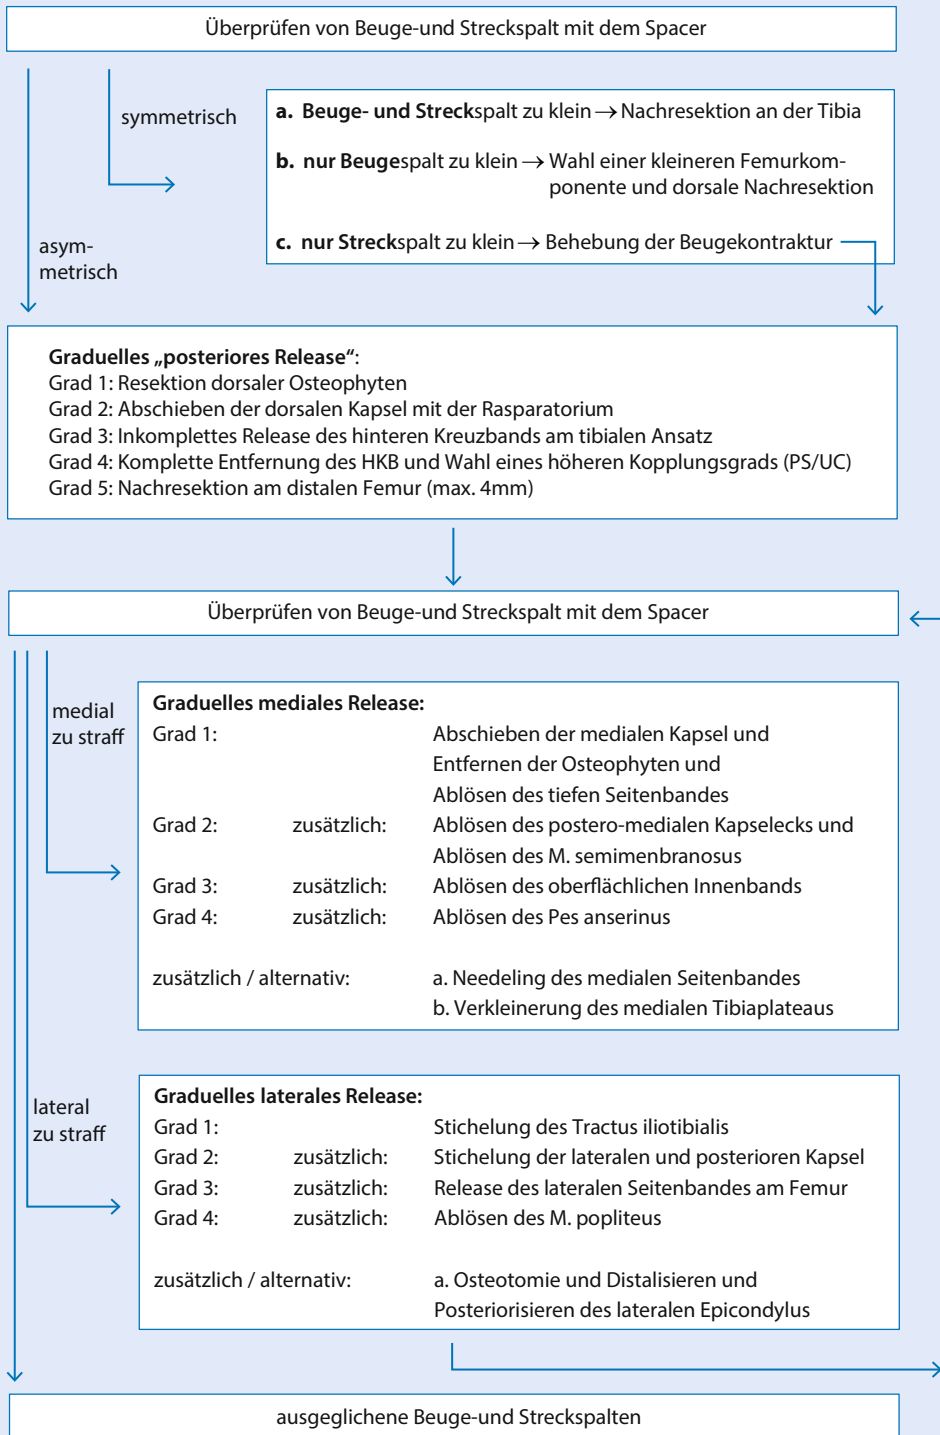 Überprüfen von Beuge-und Streckspalt mit dem Spacer
symmetrisch
a. Beuge- und Streckspalt zu klein → Nachresektion an der Tibia
b. nur Beugespalt zu klein → Wahl einer kleineren Femurkom-
ponente und dorsale Nachresektion
c. nur Streckspalt zu klein → Behebung der Beugekontraktur
asym-
metrisch
Graduelles „posteriores Release“:
Grad 1: Resektion dorsaler Osteophyten
Grad 2: Abschieben der dorsalen Kapsel mit der Rasparatorium
Grad 3: Inkomplettes Release des hinteren Kreuzbands am tibialen Ansatz
Grad 4: Komplette Entfernung des HKB und Wahl eines höheren Kopplungsgrads (PS/UC)
Grad 5: Nachresektion am distalen Femur (max. 4mm)
Überprüfen von Beuge-und Streckspalt mit dem Spacer
medial
zu straff
Graduelles mediales Release:
Grad 1: Abschieben der medialen Kapsel und
Entfernen der Osteophyten und
Ablösen des tiefen Seitenbandes
Grad 2: zusätzlich: Ablösen des postero-medialen Kapselecks und
Ablösen des M. semimenbranosus
Grad 3: zusätzlich: Ablösen des oberflächlichen Innenbands
Grad 4: zusätzlich: Ablösen des Pes anserinus
zusätzlich / alternativ: a. Needeling des medialen Seitenbandes
b. Verkleinerung des medialen Tibiaplateaus
lateral
zu straff
Graduelles laterales Release:
Grad 1: Stichelung des Tractus iliotibialis
Grad 2: zusätzlich: Stichelung der lateralen und posterioren Kapsel
Grad 3: zusätzlich: Release des lateralen Seitenbandes am Femur
Grad 4: zusätzlich: Ablösen des M. popliteus
zusätzlich / alternativ: a. Osteotomie und Distalisieren und
Posteriorisieren des lateralen Epicondylus
ausgeglichene Beuge-und Streckspalten